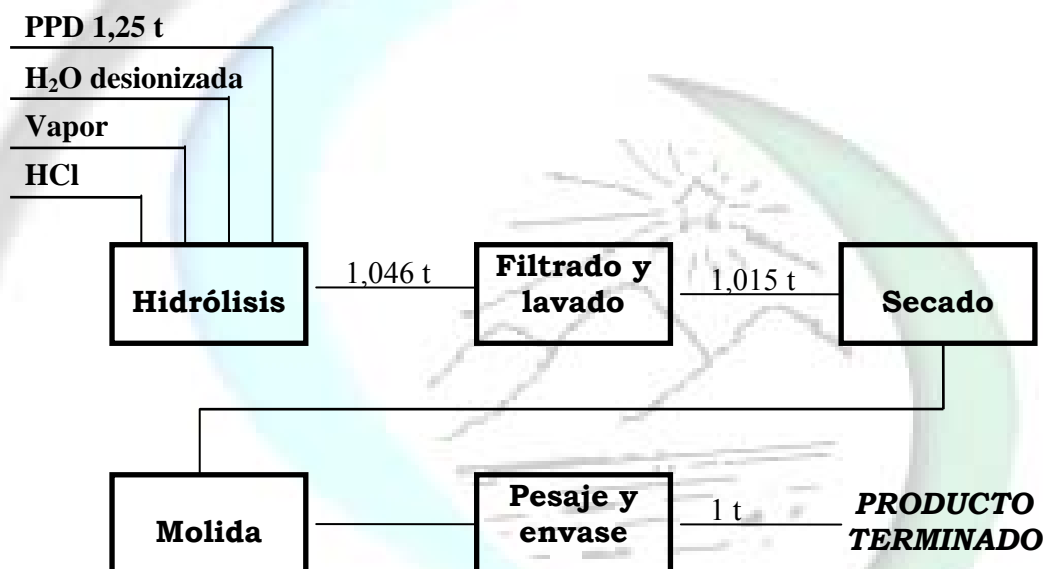 PPD 1,25 t
H₂O desionizada
Vapor
HCl
Hidrólisis
1,046 t
Filtrado y
lavado
1,015 t
Secado
Molida
Pesaje y
envase
1 t
PRODUCTO
TERMINADO